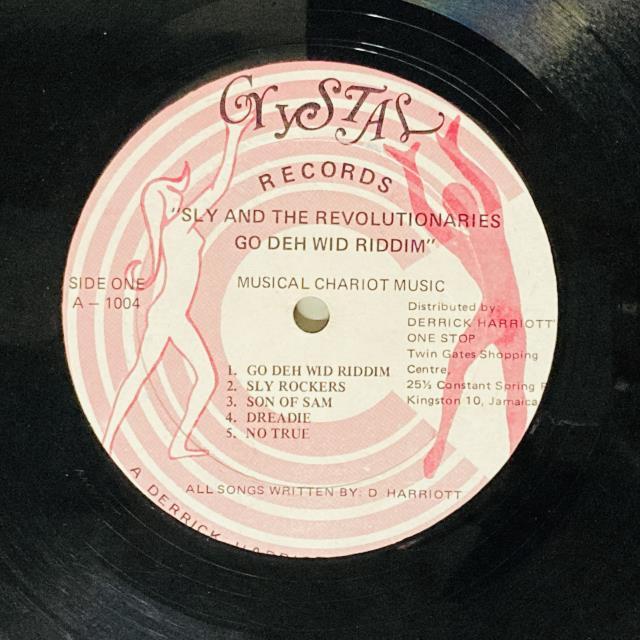 CrYSTAL
RECORDS
"SLY AND THE REVOLUTIONARIES
GO DEH WID RIDDIM"
SIDE ONE
A-1004
MUSICAL CHARIOT MUSIC
Distributed by
DERRICK HARRIOTT'
ONE STOP
Twin Gates Shopping
Centre
25½ Constant Spring
Kingston 10, Jamaica
1. GO DEH WID RIDDIM
2. SLY ROCKERS
3. SON OF SAM
4. DREADIE
5. NO TRUE
ALL SONGS WRITTEN BY: D HARRIOTT
A DERRICK